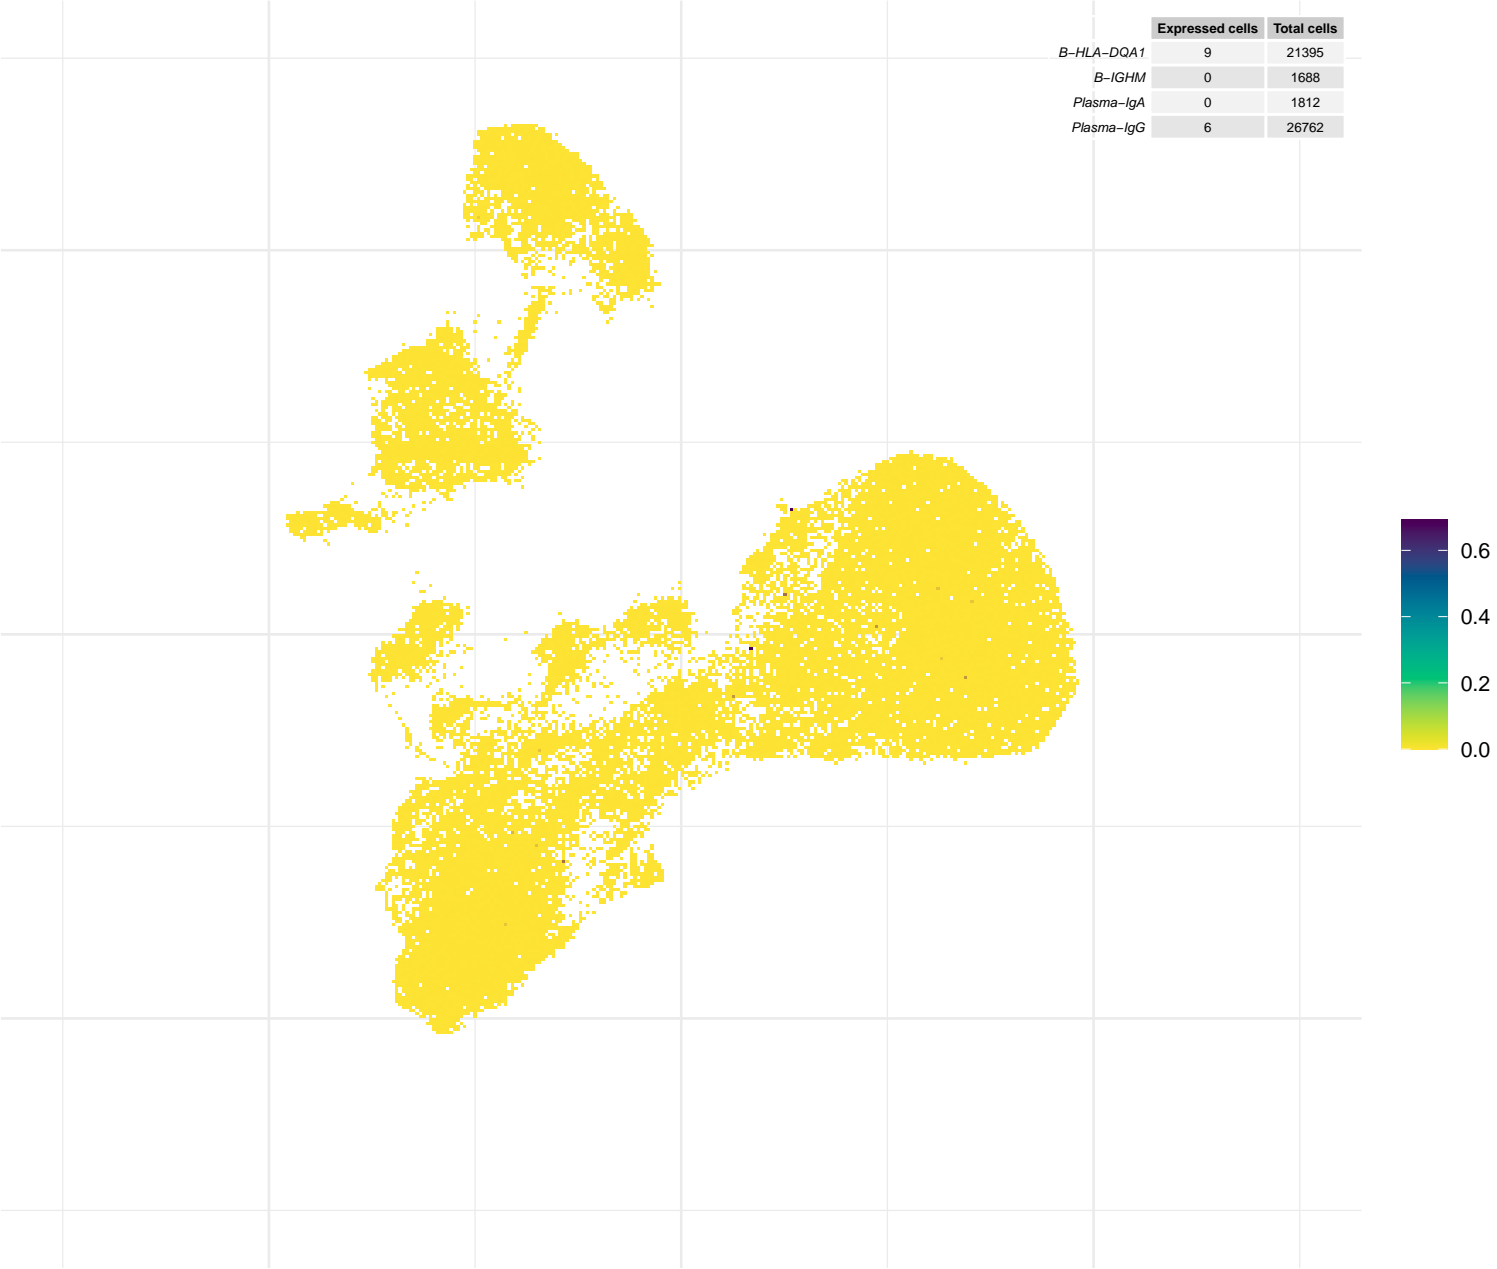 Expressed cells Total cells
B−HLA−DQA1 9 21395
B−IGHM 0 1688
Plasma−IgA 0 1812
Plasma−IgG 6 26762
0.6
0.4
0.2
0.0